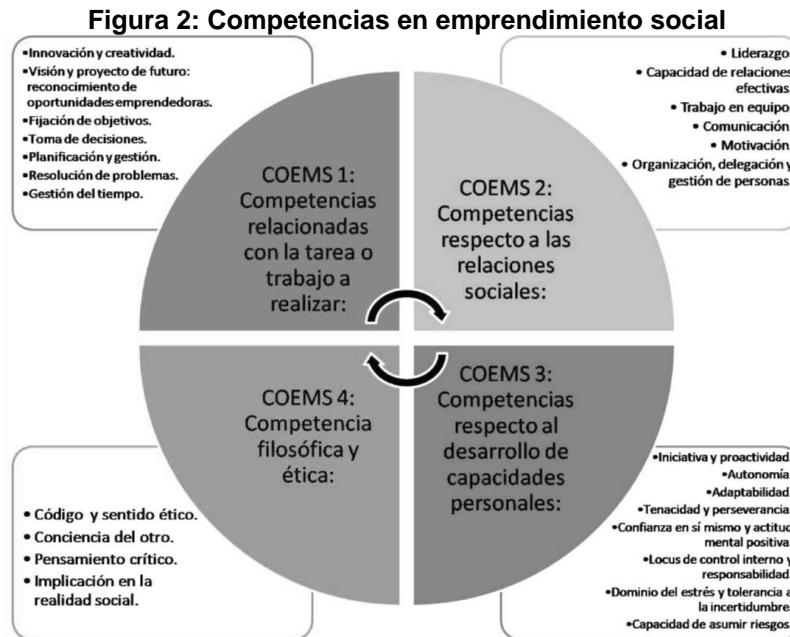 Figura 2: Competencias en emprendimiento social
•Innovación y creatividad.
•Visión y proyecto de futuro:
reconocimiento de
oportunidades emprendedoras.
•Fijación de objetivos.
•Toma de decisiones.
•Planificación y gestión.
•Resolución de problemas.
•Gestión del tiempo.
• Liderazgo
• Capacidad de relaciones
efectivas.
• Trabajo en equipo
• Comunicación
• Motivación
• Organización, delegación y
gestión de personas
COEMS 1:
Competencias
relacionadas
con la tarea o
trabajo a
realizar:
COEMS 2:
Competencias
respecto a las
relaciones
sociales:
COEMS 4:
Competencia
filosófica y
ética:
COEMS 3:
Competencias
respecto al
desarrollo de
capacidades
personales:
• Código y sentido ético.
• Conciencia del otro.
• Pensamiento crítico.
• Implicación en la
realidad social.
•Iniciativa y proactividad
•Autonomía
•Adaptabilidad
•Tenacidad y perseverancia
•Confianza en sí mismo y actitud
mental positiva
•Locus de control interno y
responsabilidad
•Dominio del estrés y tolerancia a
la incertidumbre
•Capacidad de asumir riesgos